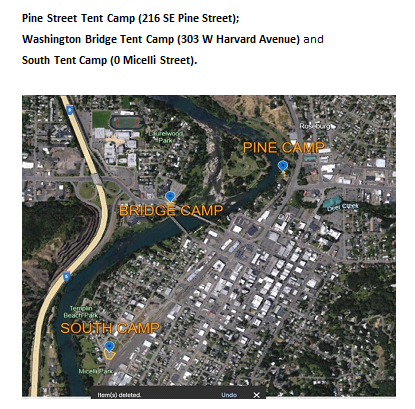 Pine Street Tent Camp (216 SE Pine Street);
Washington Bridge Tent Camp (303 W Harvard Avenue) and
South Tent Camp (0 Micelli Street).
Laurelwood
Park
Roseburg
PINE CAMP
BRIDGE CAMP
Deer Creek
Templin
Beach Park
SOUTH CAMP
Micelli Park
Item(s) deleted.
Undo
X